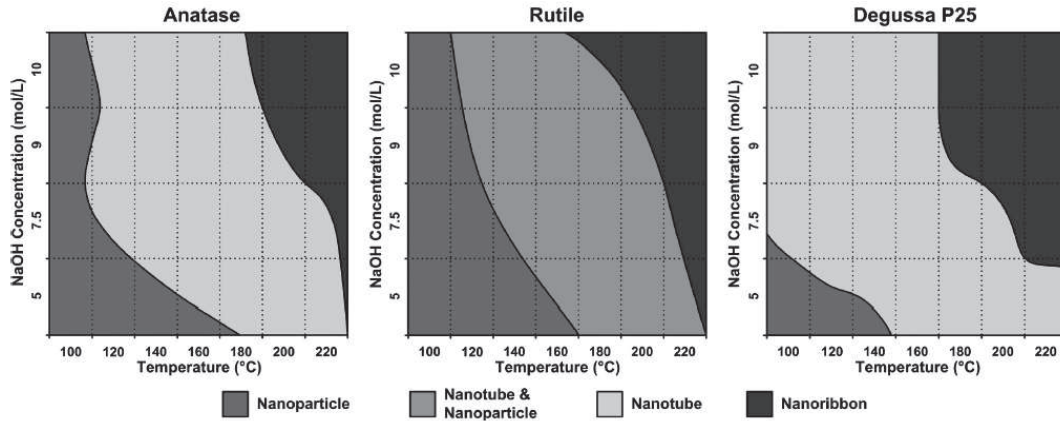 Anatase
Rutile
Degussa P25
NaOH Concentration (mol/L)
10
9
7.5
5
100 120 140 160 180 200 220
Temperature (°C)
NaOH Concentration (mol/L)
10
9
7.5
5
100 120 140 160 180 200 220
Temperature (°C)
NaOH Concentration (mol/L)
10
9
7.5
5
100 120 140 160 180 200 220
Temperature (°C)
Nanoparticle
Nanotube &
Nanoparticle
Nanotube
Nanoribbon